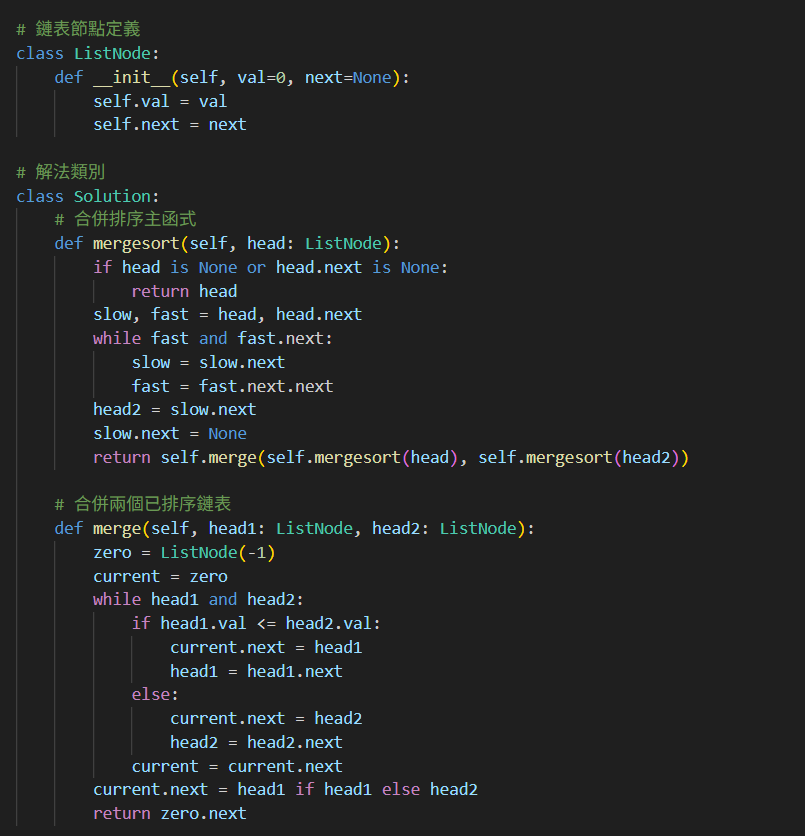 # 鏈表節點定義
class ListNode:
    def __init__(self, val=0, next=None):
        self.val = val
        self.next = next
# 解法類別
class Solution:
    # 合併排序主函式
    def mergesort(self, head: ListNode):
        if head is None or head.next is None:
            return head
        slow, fast = head, head.next
        while fast and fast.next:
            slow = slow.next
            fast = fast.next.next
        head2 = slow.next
        slow.next = None
        return self.merge(self.mergesort(head), self.mergesort(head2))
    # 合併兩個已排序鏈表
    def merge(self, head1: ListNode, head2: ListNode):
        zero = ListNode(-1)
        current = zero
        while head1 and head2:
            if head1.val <= head2.val:
                current.next = head1
                head1 = head1.next
            else:
                current.next = head2
                head2 = head2.next
            current = current.next
        current.next = head1 if head1 else head2
        return zero.next